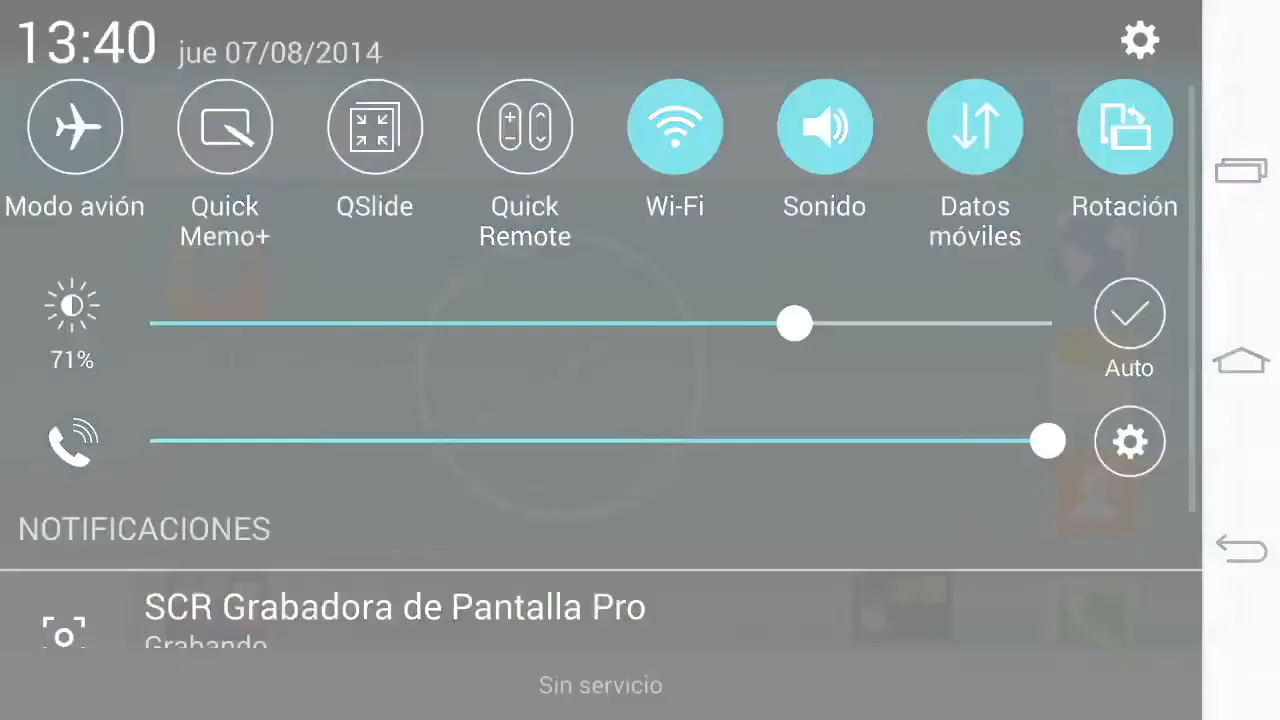 13:40 jue 07/08/2014
Modo avión
Quick
Memo+
QSlide
Quick
Remote
Wi-Fi
Sonido
Datos
móviles
Rotación
71%
Auto
NOTIFICACIONES
SCR Grabadora de Pantalla Pro
Grabando
Sin servicio